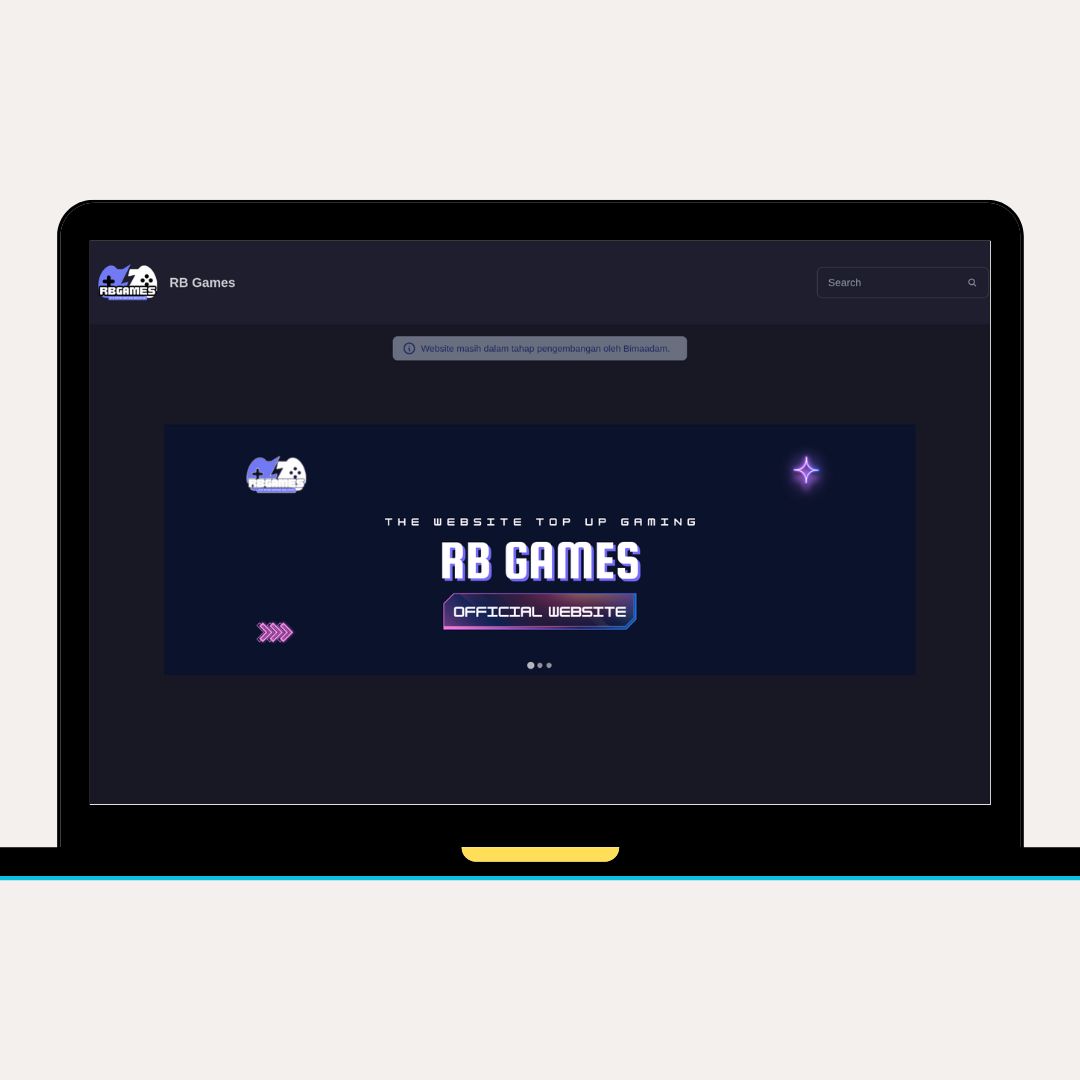 RBGAMES
RB Games
Search
Website masih dalam tahap pengembangan oleh Bimaadam.
RBGAMES
THE WEBSITE TOP UP GAMING
RB GAMES
OFFICIAL WEBSITE